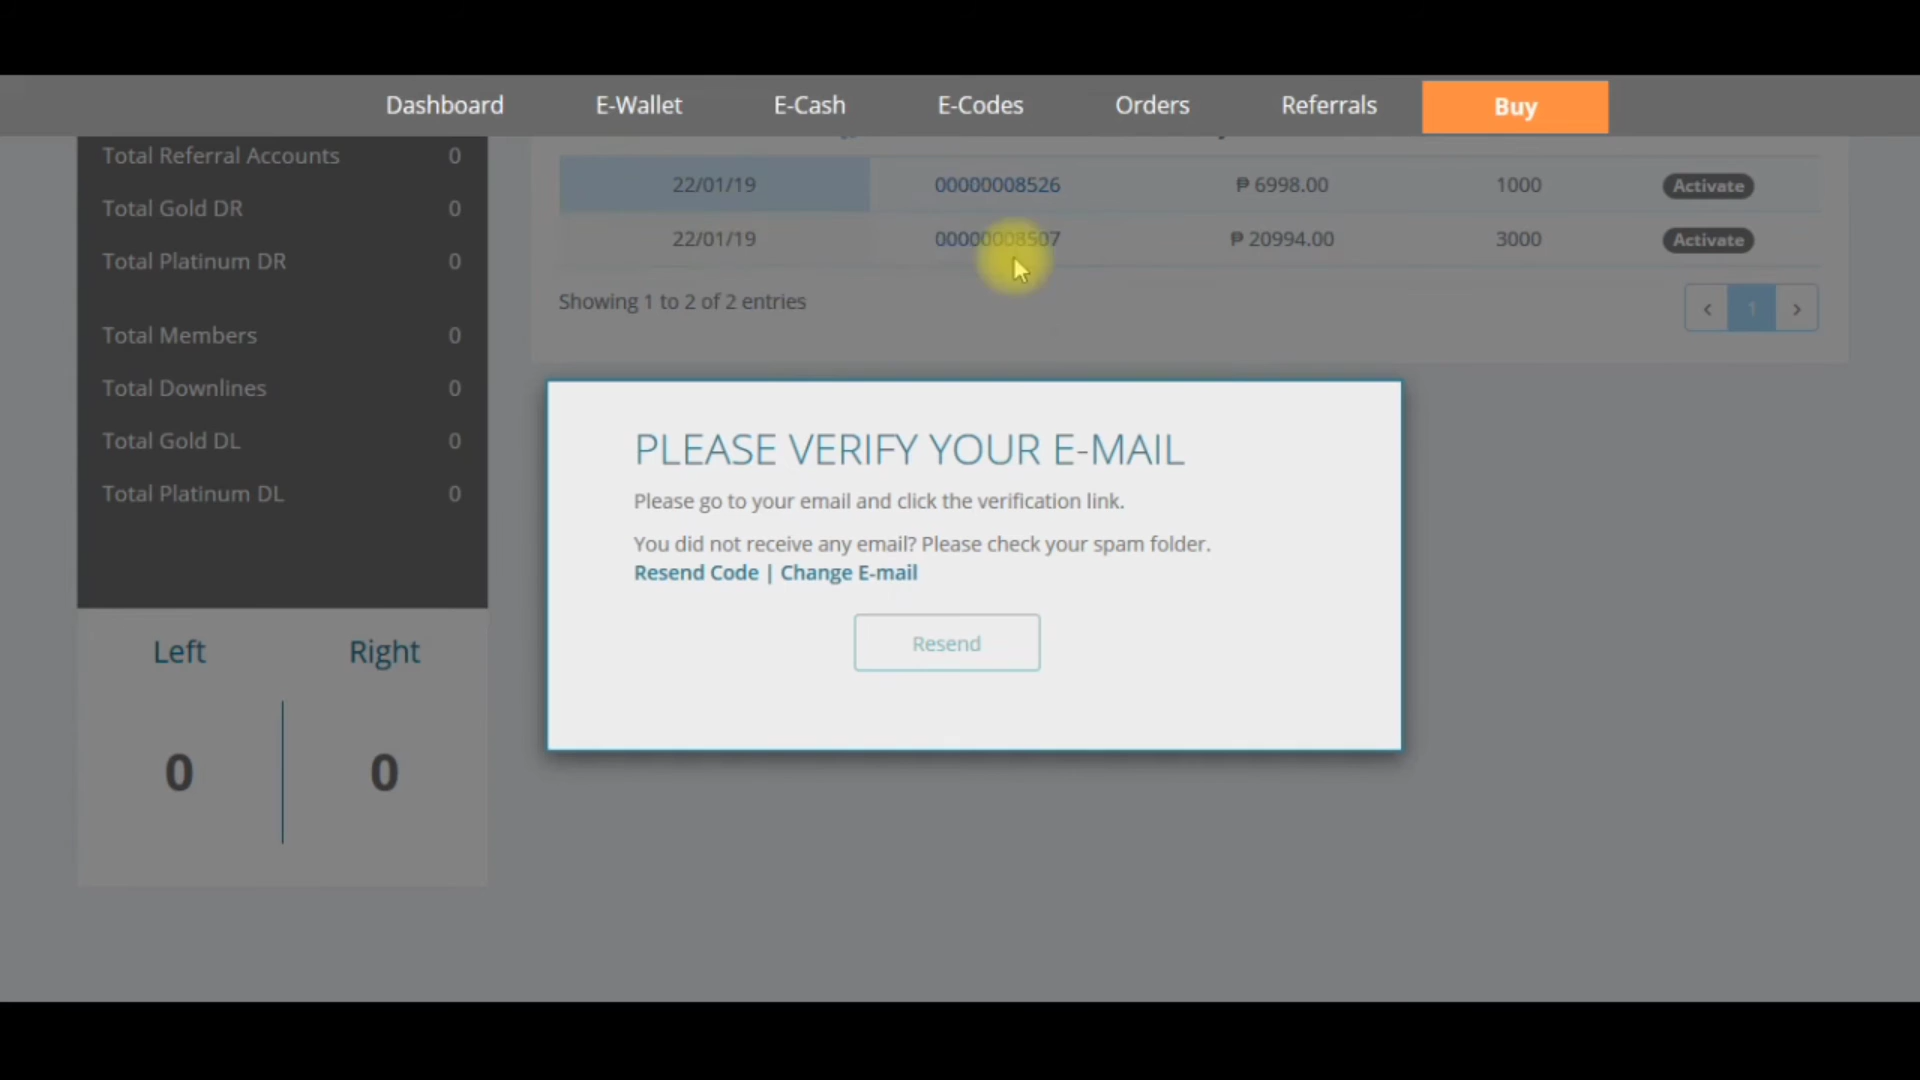 Dashboard E-Wallet E-Cash E-Codes Orders Referrals Buy
Total Referral Accounts 0
Total Gold DR 0
Total Platinum DR 0
Total Members 0
Total Downlines 0
Total Gold DL 0
Total Platinum DL 0
Left Right
0 0
22/01/19 00000008526 ₱ 6998.00 1000 Activate
22/01/19 00000008507 ₱ 20994.00 3000 Activate
Showing 1 to 2 of 2 entries
‹ 1 ›
PLEASE VERIFY YOUR E-MAIL
Please go to your email and click the verification link.
You did not receive any email? Please check your spam folder.
Resend Code | Change E-mail
Resend